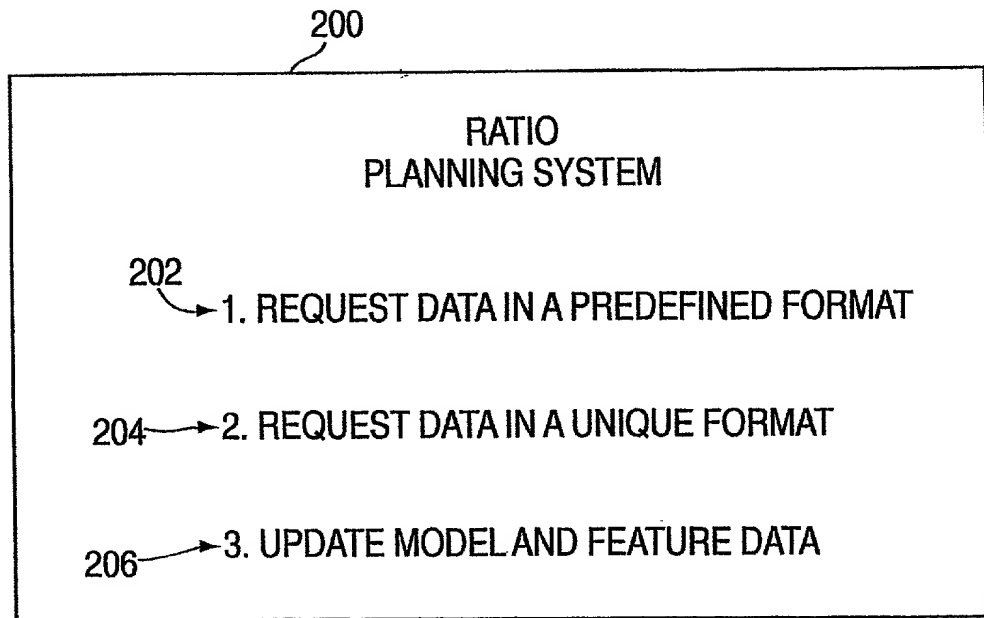 200
RATIO
PLANNING SYSTEM
202
1. REQUEST DATA IN A PREDEFINED FORMAT
204
2. REQUEST DATA IN A UNIQUE FORMAT
206
3. UPDATE MODEL AND FEATURE DATA